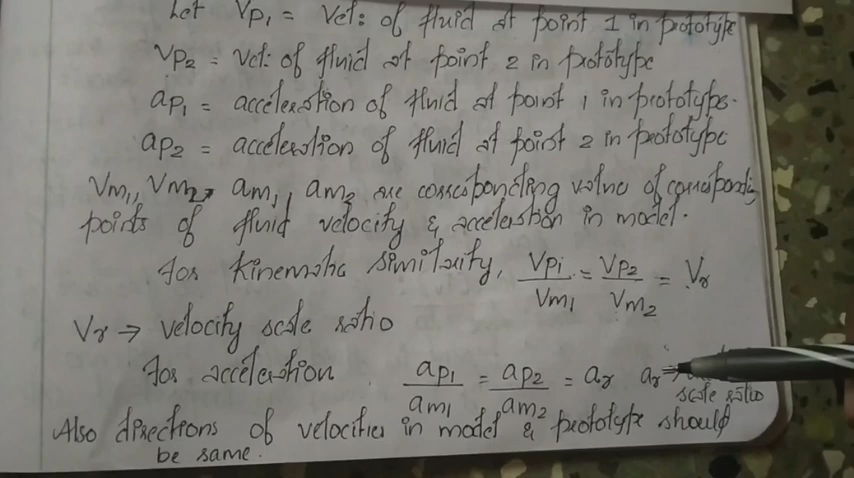 Let Vp₁ = Vel: of fluid at point 1 in prototype
Vp₂ = Vel: of fluid at point 2 in prototype
ap₁ = acceleration of fluid at point 1 in prototype.
ap₂ = acceleration of fluid at point 2 in prototype
Vm₁, Vm₂, am₁, am₂ are corresponding value of corresponding
points of fluid velocity & acceleration in model.
for Kinematic similarity, Vp₁/Vm₁ = Vp₂/Vm₂ = Vr
Vr → velocity scale ratio
for acceleration ap₁/am₁ = ap₂/am₂ = ar ar ⇒
scale ratio
Also directions of velocities in model & prototype should
be same.